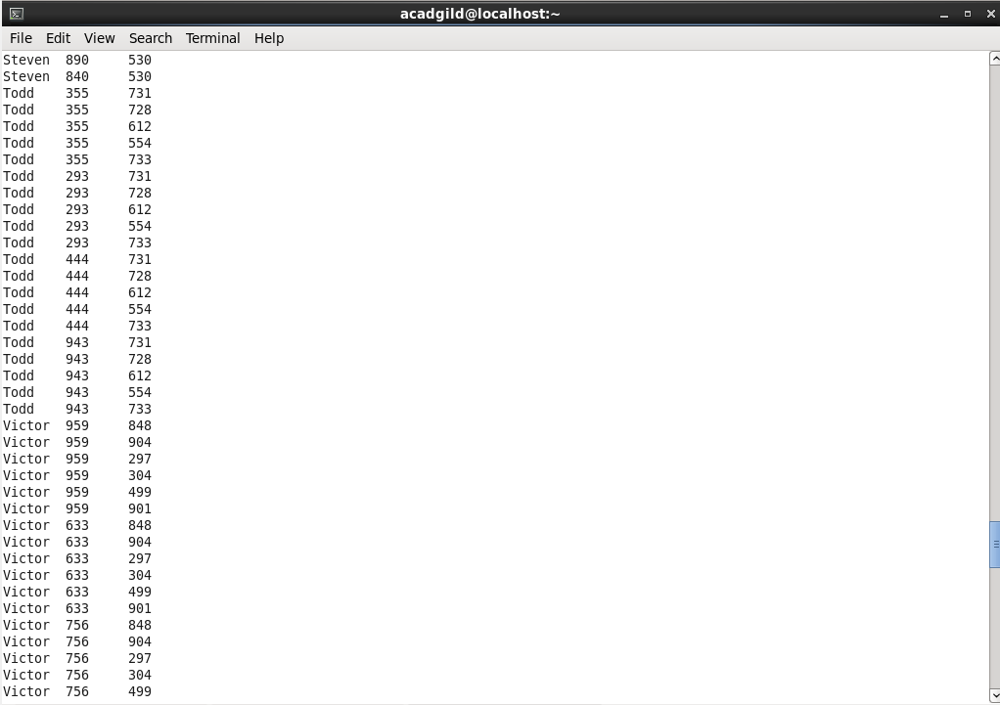 acadgild@localhost:~
File Edit View Search Terminal Help
Steven 890 530
Steven 840 530
Todd 355 731
Todd 355 728
Todd 355 612
Todd 355 554
Todd 355 733
Todd 293 731
Todd 293 728
Todd 293 612
Todd 293 554
Todd 293 733
Todd 444 731
Todd 444 728
Todd 444 612
Todd 444 554
Todd 444 733
Todd 943 731
Todd 943 728
Todd 943 612
Todd 943 554
Todd 943 733
Victor 959 848
Victor 959 904
Victor 959 297
Victor 959 304
Victor 959 499
Victor 959 901
Victor 633 848
Victor 633 904
Victor 633 297
Victor 633 304
Victor 633 499
Victor 633 901
Victor 756 848
Victor 756 904
Victor 756 297
Victor 756 304
Victor 756 499